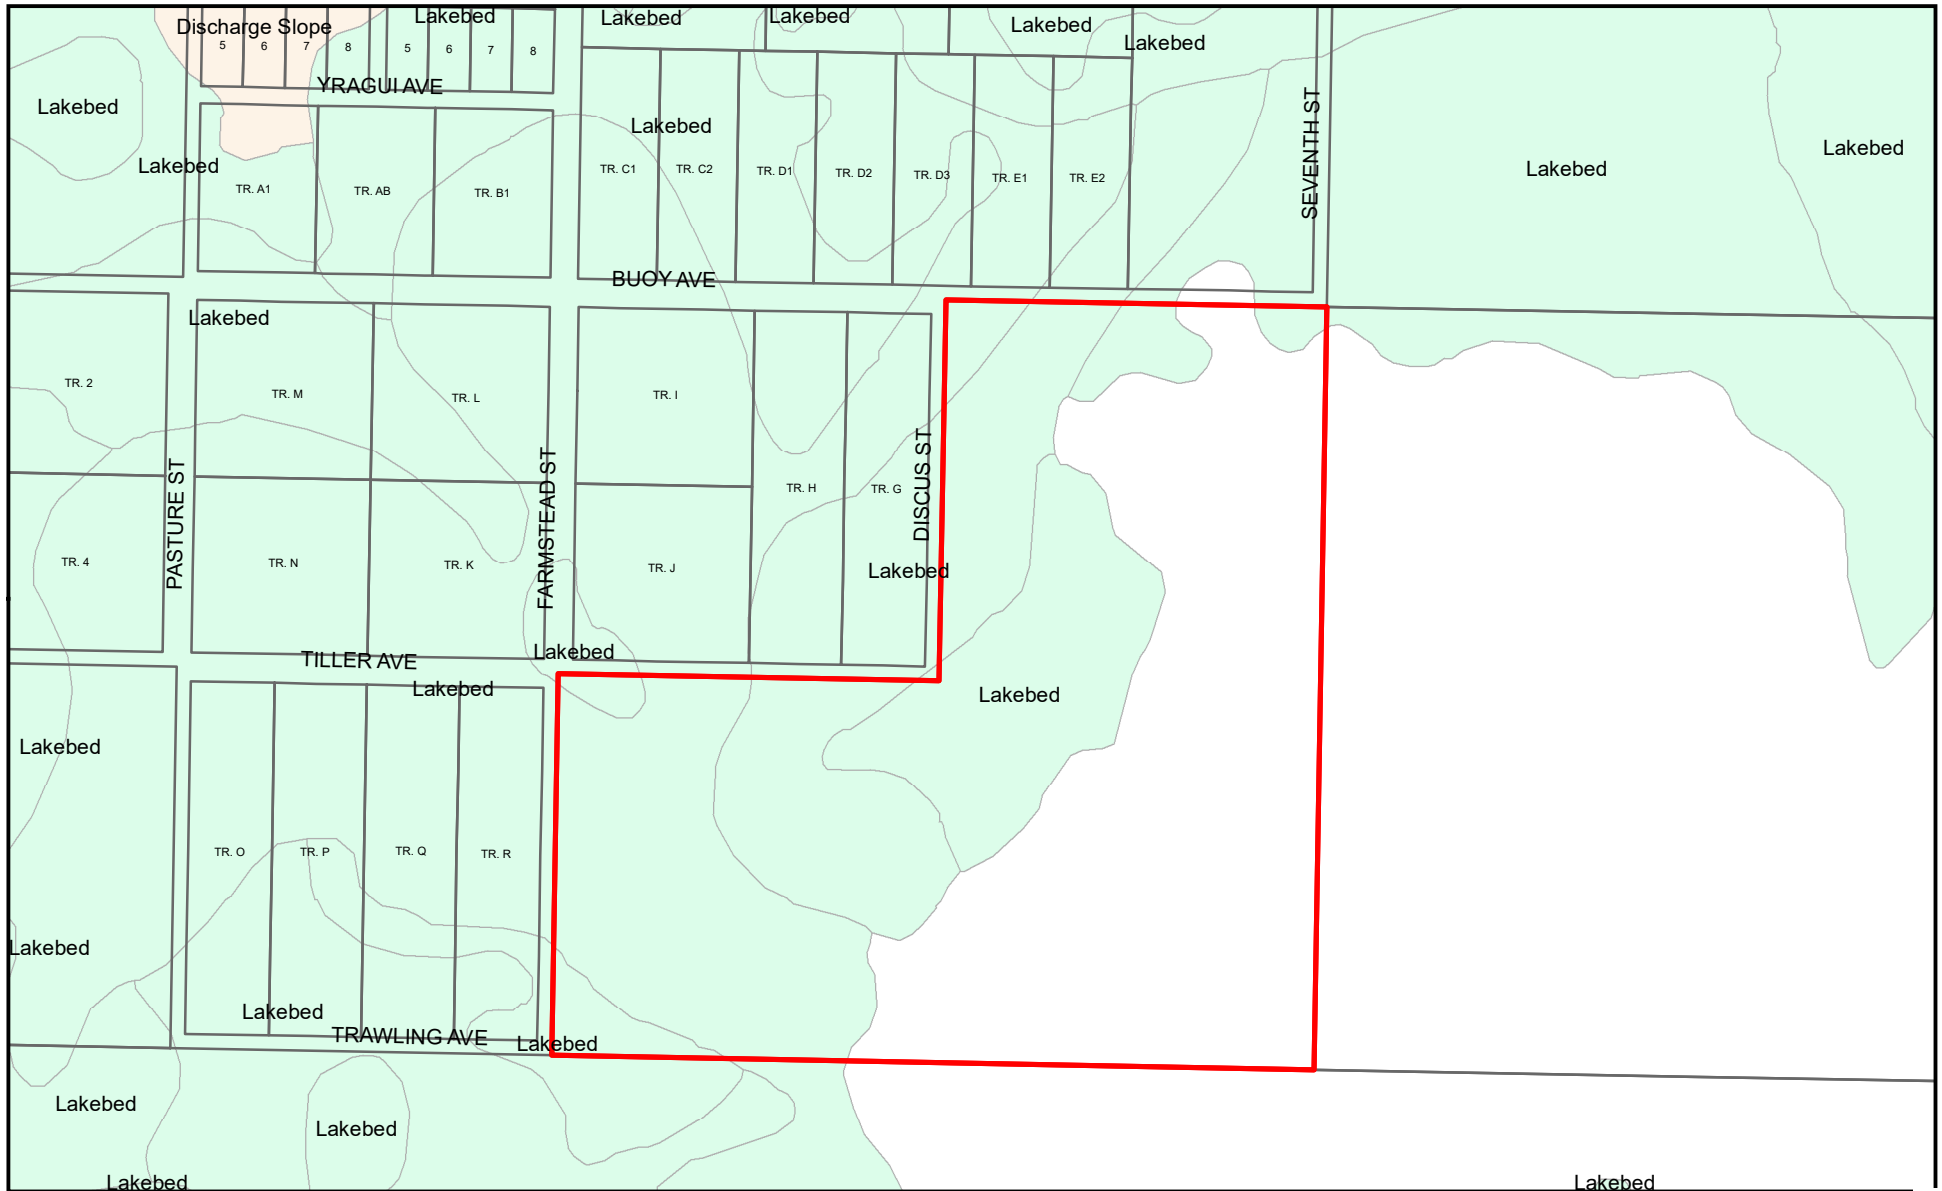 Lakebed
Lakebed
Lakebed
Lakebed
Discharge Slope
Lakebed
5
6
7
8
5
6
7
8
YRAGUI AVE
Lakebed
Lakebed
Lakebed
Lakebed
Lakebed
SEVENTH ST
TR. A1
TR. AB
TR. B1
TR. C1
TR. C2
TR. D1
TR. D2
TR. D3
TR. E1
TR. E2
BUOY AVE
Lakebed
TR. 2
TR. M
TR. L
TR. I
DISCUS ST
PASTURE ST
FARMSTEAD ST
TR. H
TR. G
TR. 4
TR. N
TR. K
TR. J
Lakebed
Lakebed
TILLER AVE
Lakebed
Lakebed
Lakebed
TR. O
TR. P
TR. Q
TR. R
Lakebed
Lakebed
TRAWLING AVE
Lakebed
Lakebed
Lakebed
Lakebed
Lakebed